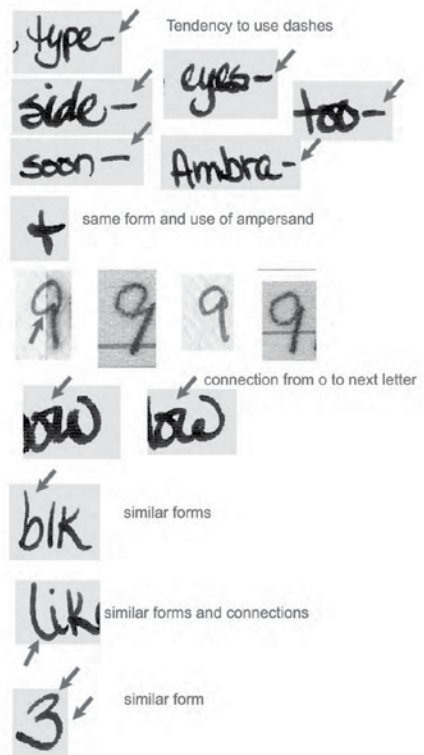 type- Tendency to use dashes
eyes-
side- too-
soon- Ambra-
+ same form and use of ampersand
9 9 9 9
connection from o to next letter
ow low
blk similar forms
lik similar forms and connections
3 similar form